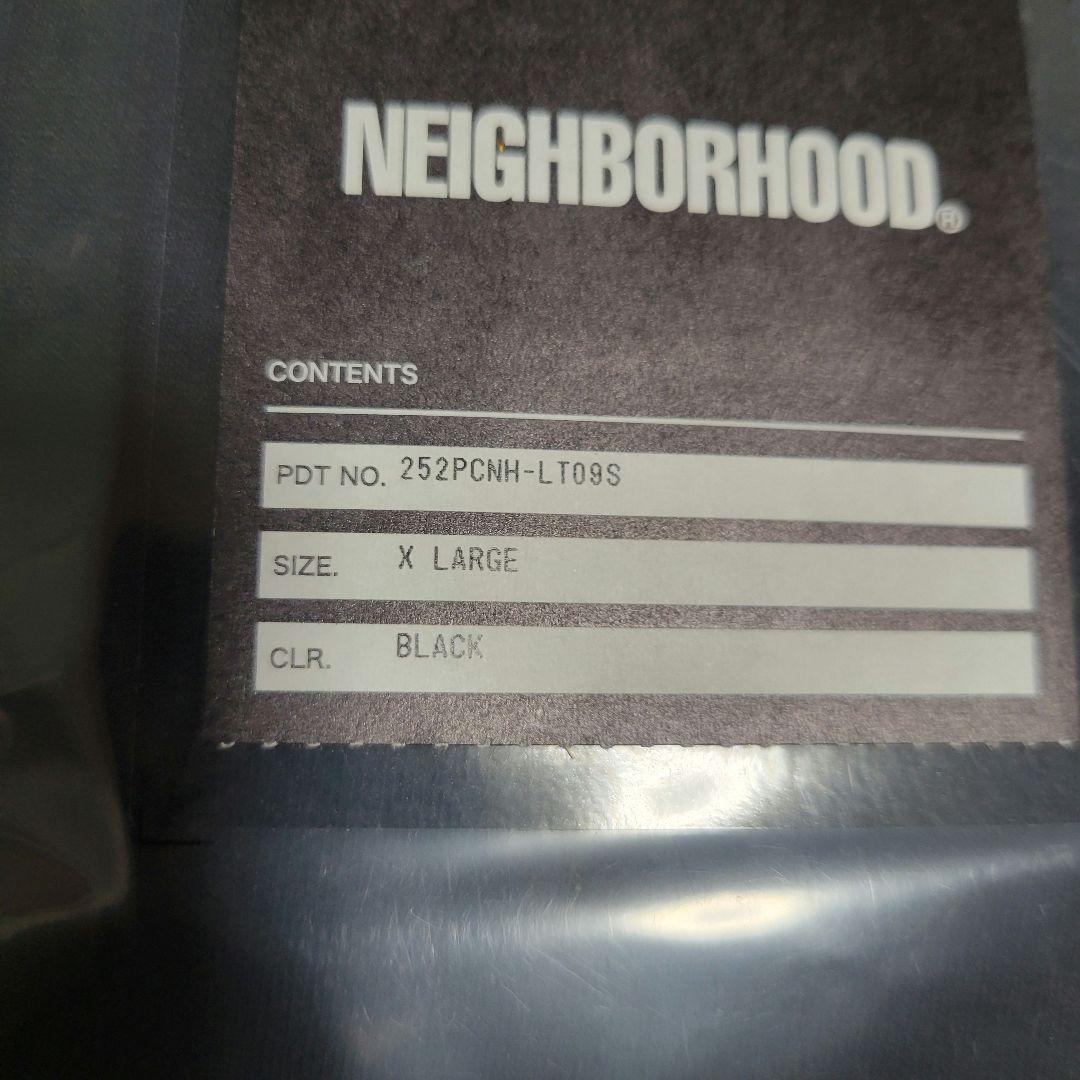 NEIGHBORHOOD®
CONTENTS
PDT NO. 252PCNH-LT09S
SIZE. X LARGE
CLR. BLACK